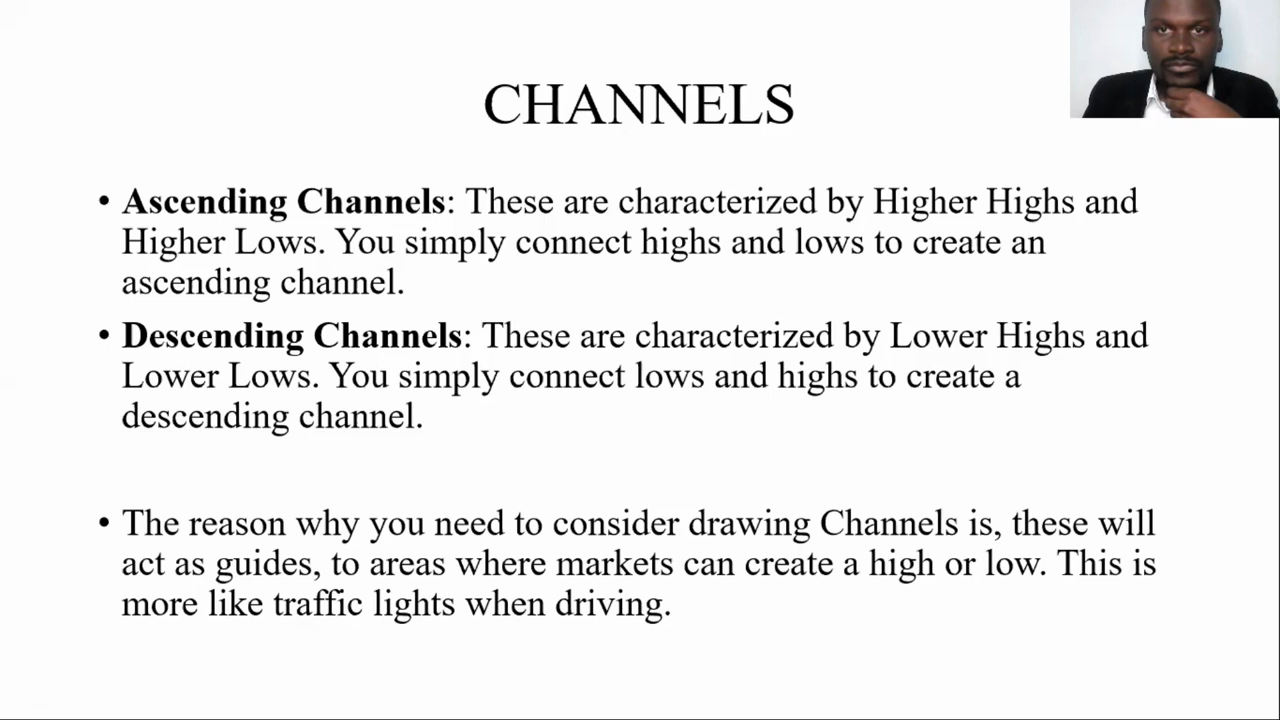 CHANNELS
• Ascending Channels: These are characterized by Higher Highs and
Higher Lows. You simply connect highs and lows to create an
ascending channel.
• Descending Channels: These are characterized by Lower Highs and
Lower Lows. You simply connect lows and highs to create a
descending channel.
• The reason why you need to consider drawing Channels is, these will
act as guides, to areas where markets can create a high or low. This is
more like traffic lights when driving.